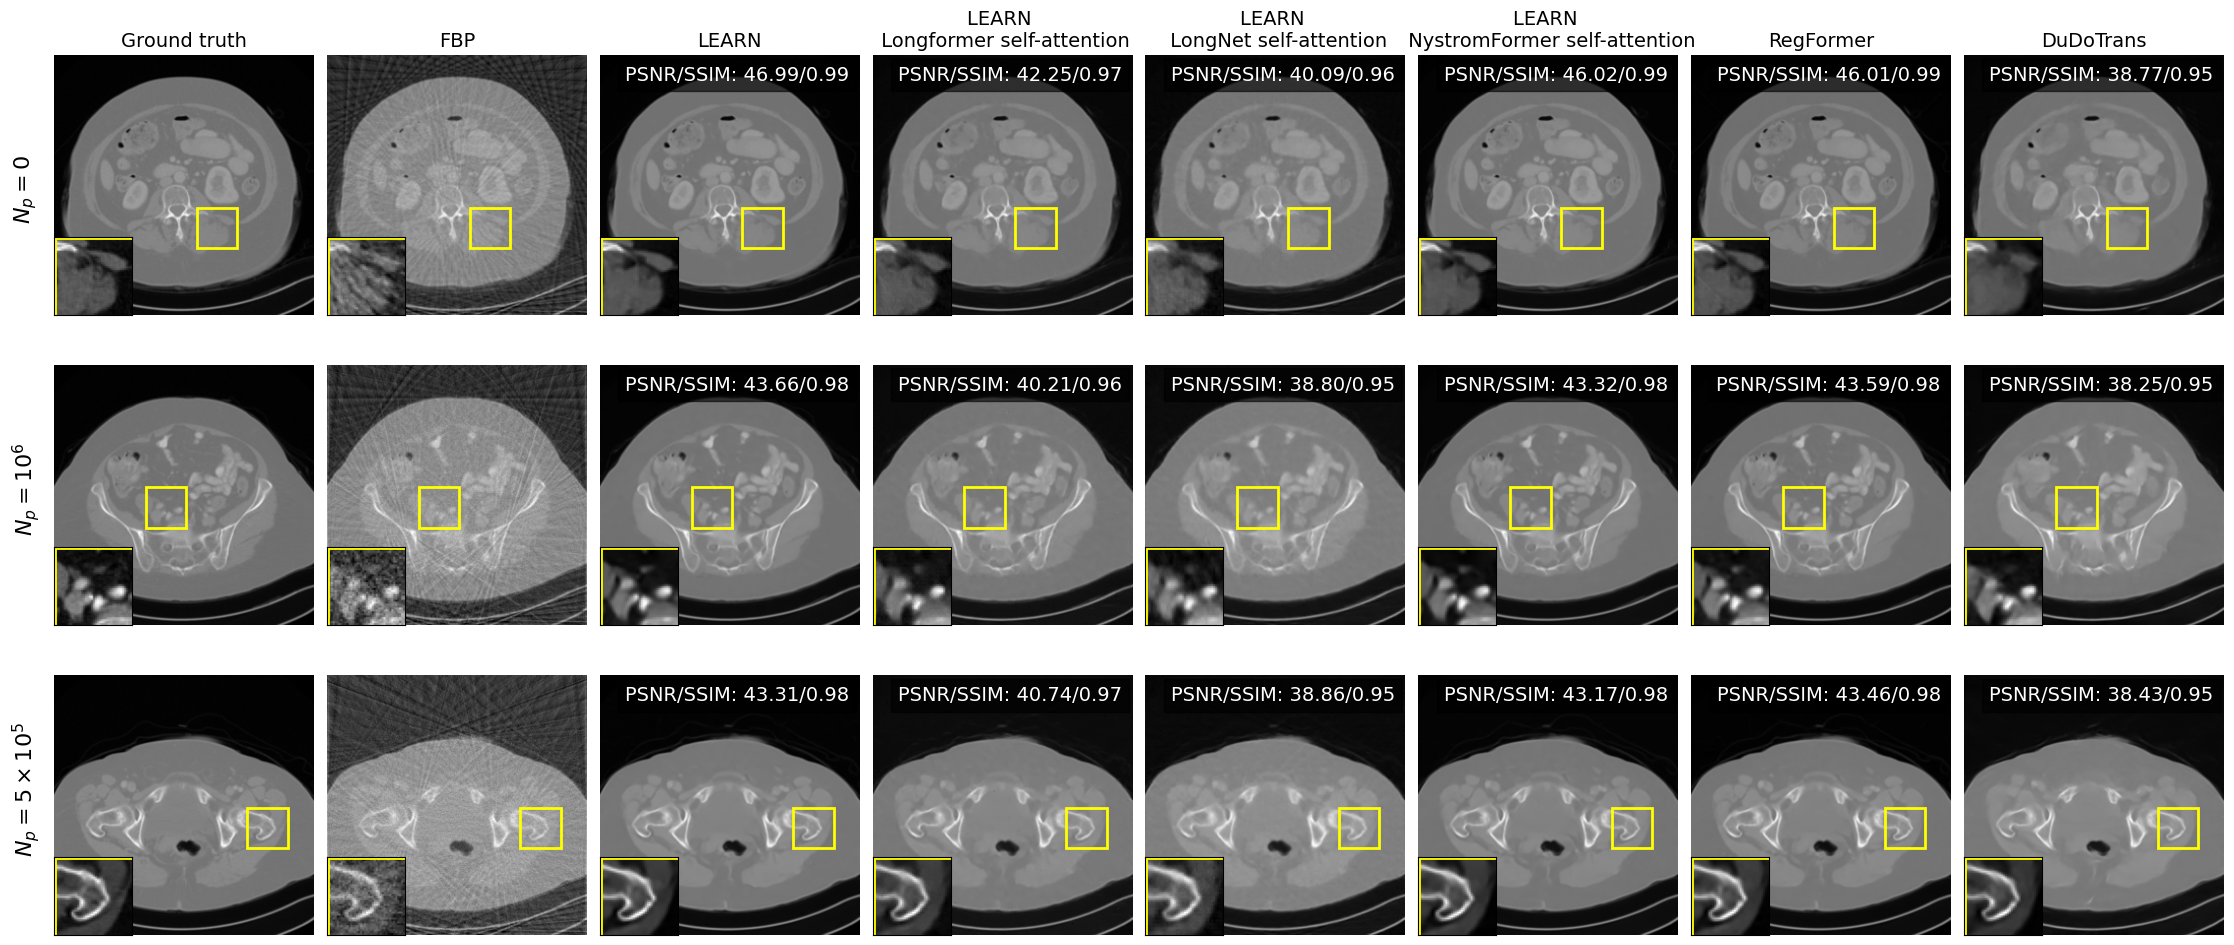 Ground truth
FBP
LEARN
LEARN
Longformer self-attention
LEARN
LongNet self-attention
LEARN
NystromFormer self-attention
RegFormer
DuDoTrans
$N_p = 0$
PSNR/SSIM: 46.99/0.99
PSNR/SSIM: 42.25/0.97
PSNR/SSIM: 40.09/0.96
PSNR/SSIM: 46.02/0.99
PSNR/SSIM: 46.01/0.99
PSNR/SSIM: 38.77/0.95
$N_p = 10^6$
PSNR/SSIM: 43.66/0.98
PSNR/SSIM: 40.21/0.96
PSNR/SSIM: 38.80/0.95
PSNR/SSIM: 43.32/0.98
PSNR/SSIM: 43.59/0.98
PSNR/SSIM: 38.25/0.95
$N_p = 5 \times 10^5$
PSNR/SSIM: 43.31/0.98
PSNR/SSIM: 40.74/0.97
PSNR/SSIM: 38.86/0.95
PSNR/SSIM: 43.17/0.98
PSNR/SSIM: 43.46/0.98
PSNR/SSIM: 38.43/0.95